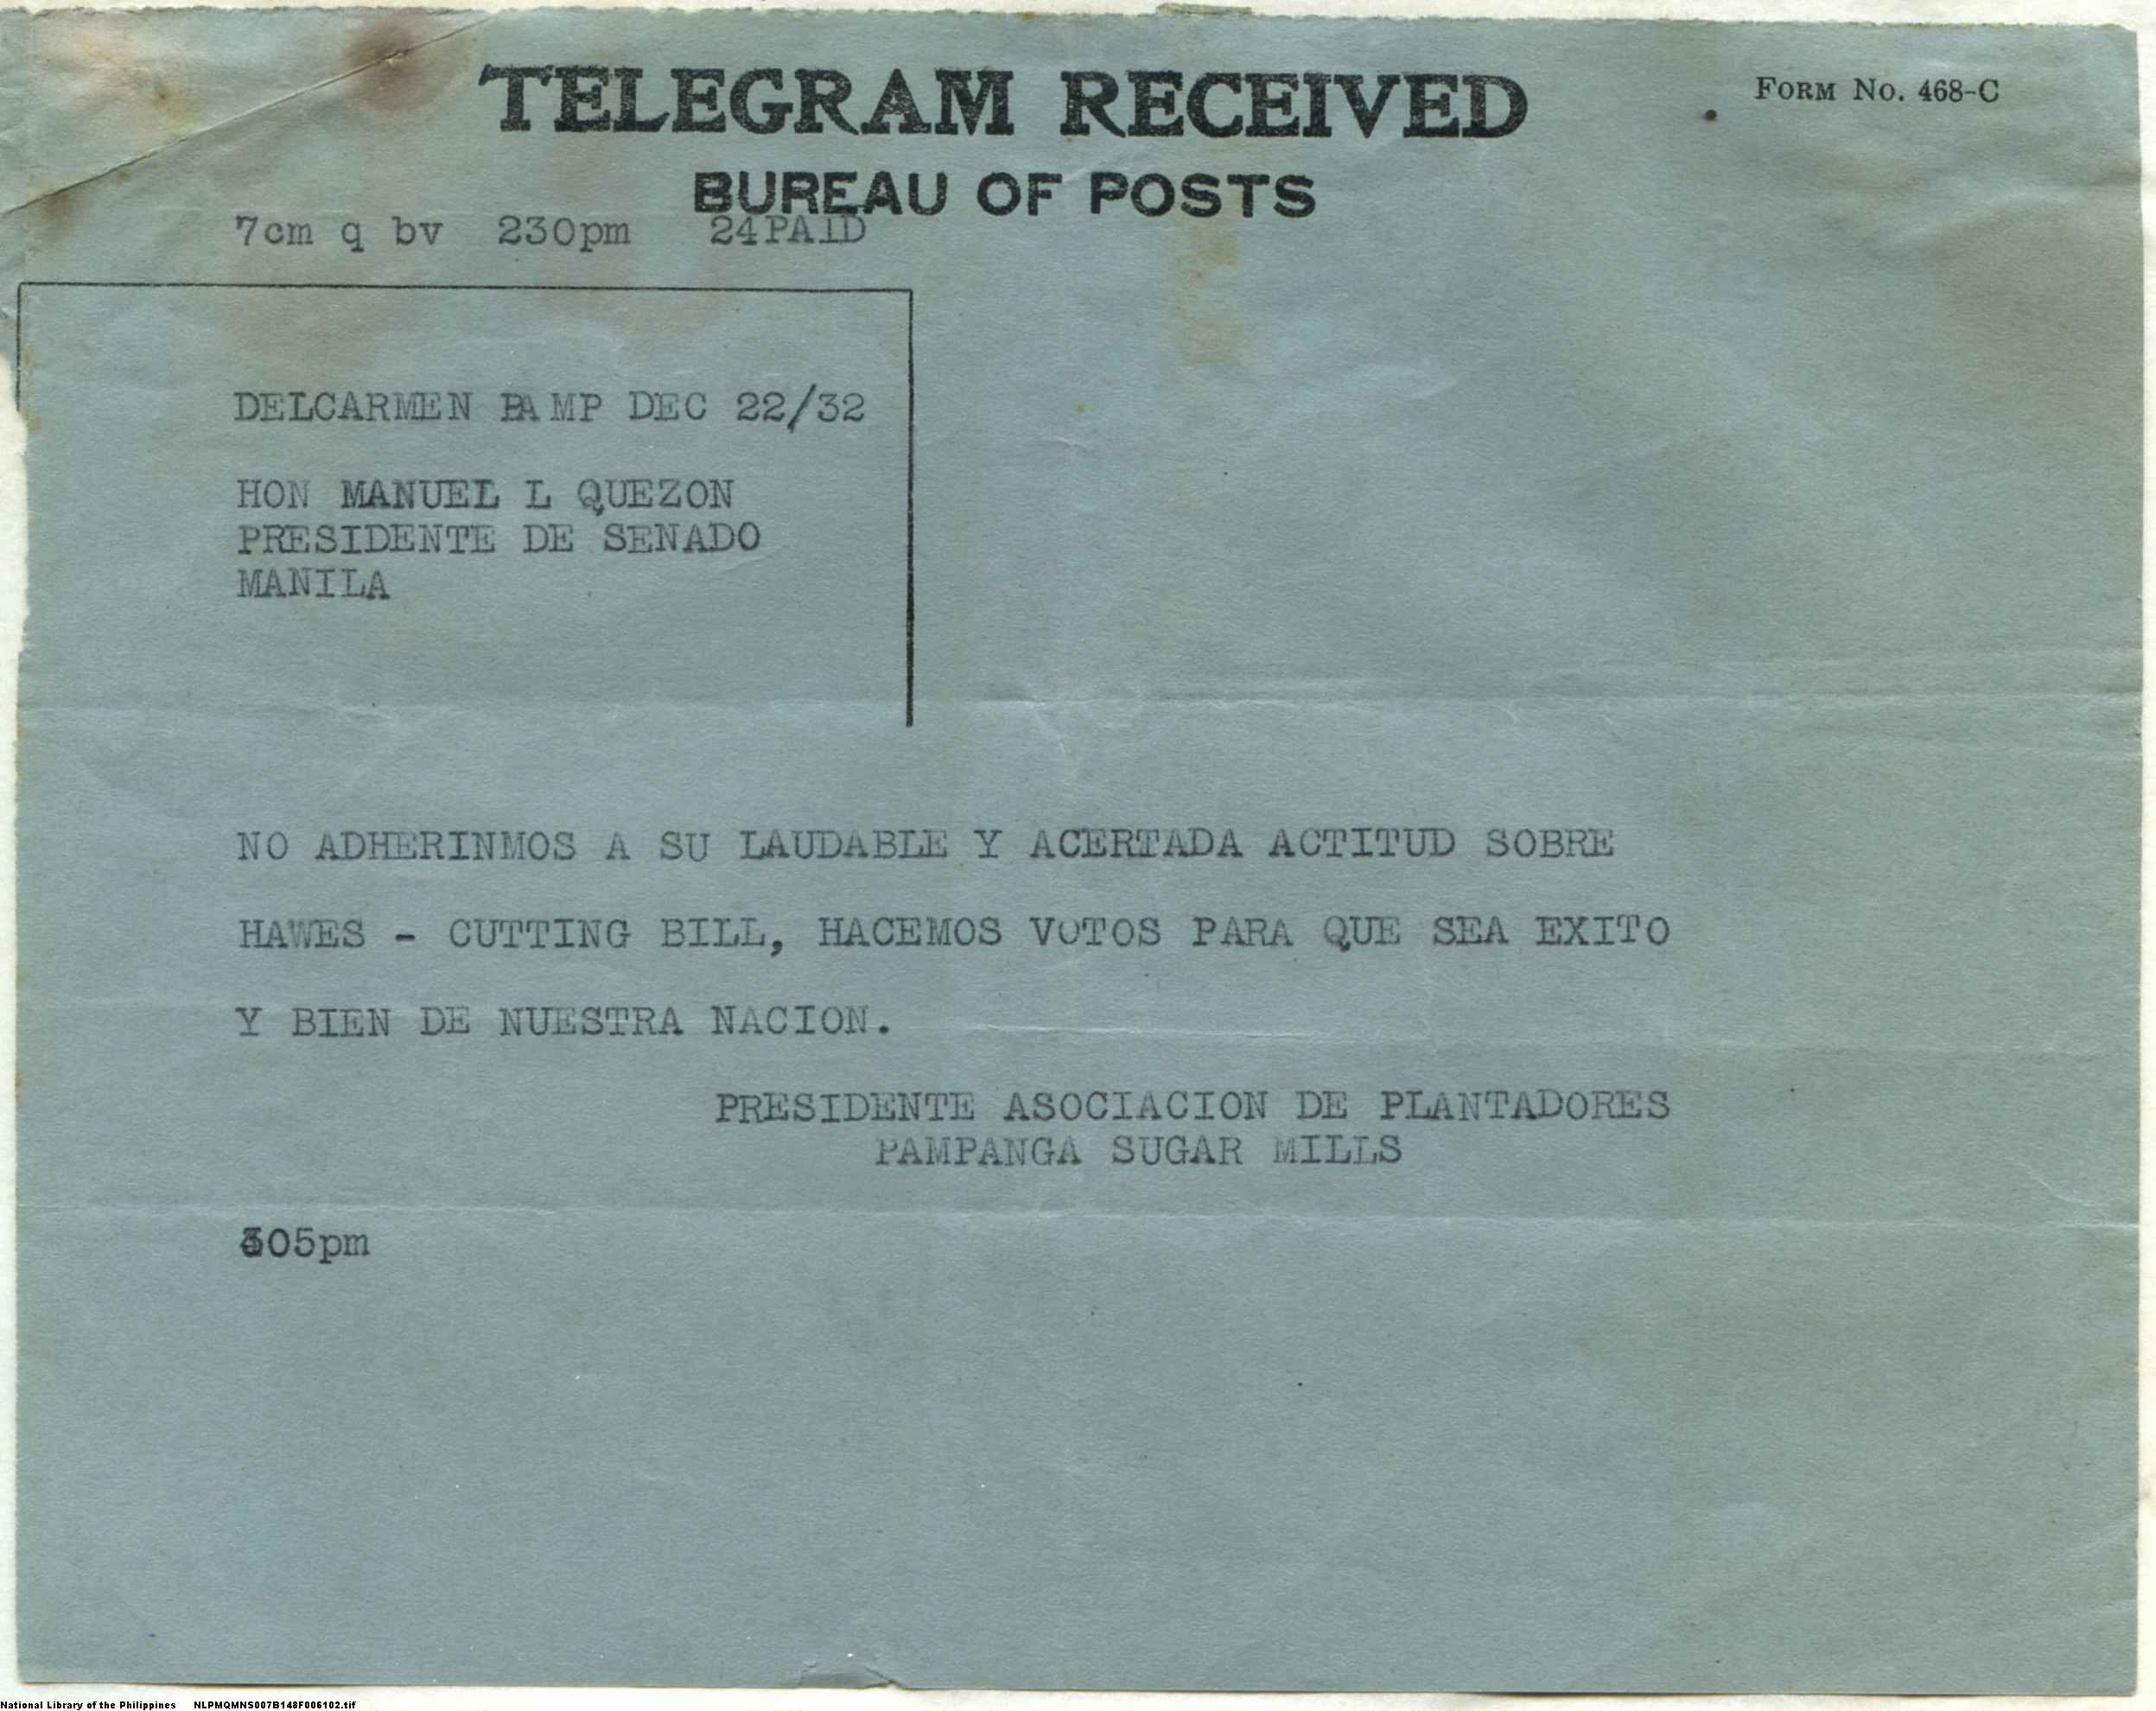 TELEGRAM RECEIVED
FORM NO. 468-C
BUREAU OF POSTS
7cm q bv 230pm 24PAID
DELCARMEN PAMP DEC 22/32
HON MANUEL L QUEZON
PRESIDENTE DE SENADO
MANILA
NO ADHERINMOS A SU LAUDABLE Y ACERTADA ACTITUD SOBRE
HAWES - CUTTING BILL, HACEMOS VOTOS PARA QUE SEA EXITO
Y BIEN DE NUESTRA NACION.
PRESIDENTE ASOCIACION DE PLANTADORES
PAMPANGA SUGAR MILLS
National Library of the Philippines NLPMQMNS007B148F006102.tif